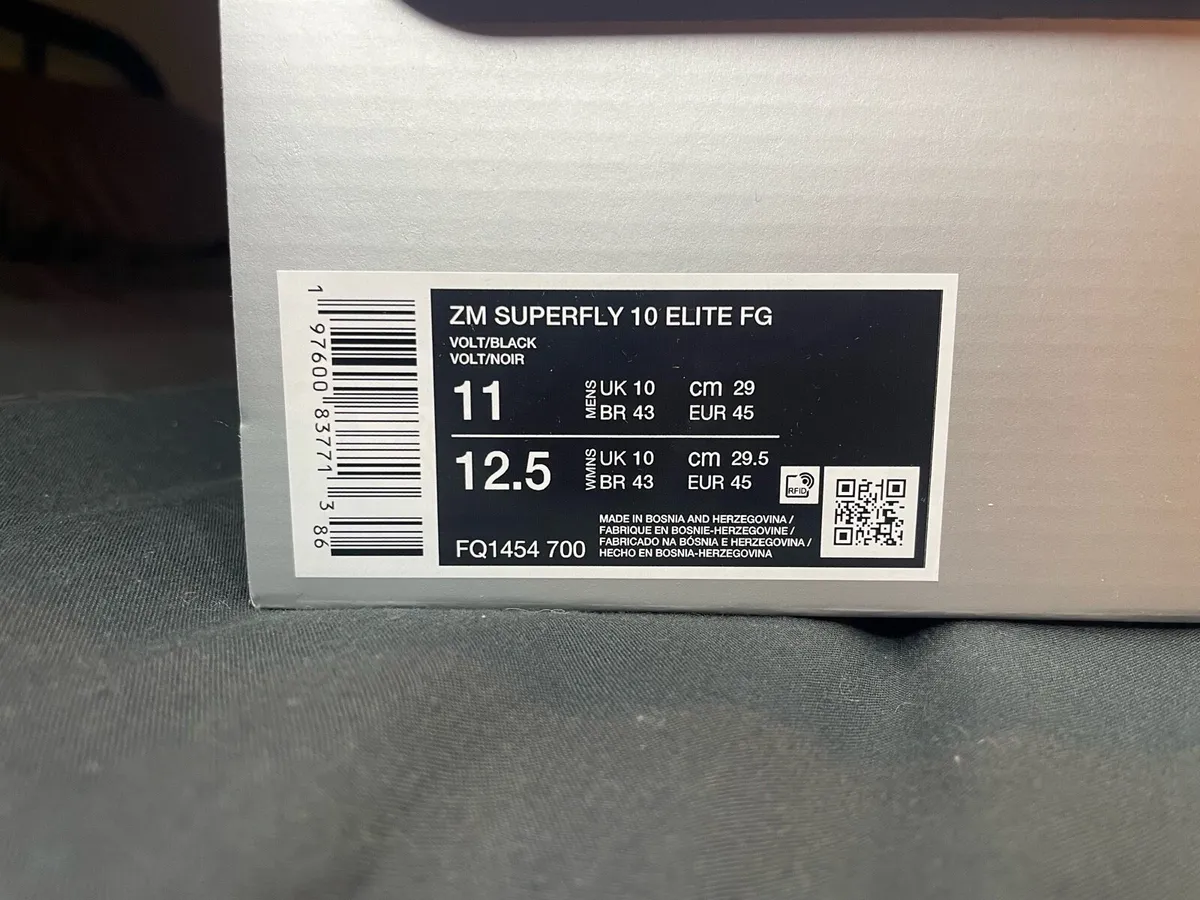 1 97600 83771 3 86
ZM SUPERFLY 10 ELITE FG
VOLT/BLACK
VOLT/NOIR
11 MENS UK 10 cm 29
BR 43 EUR 45
12.5 WMNS UK 10 cm 29.5
BR 43 EUR 45
RFID
FQ1454 700
MADE IN BOSNIA AND HERZEGOVINA /
FABRIQUE EN BOSNIE-HERZEGOVINE /
FABRICADO NA BÓSNIA E HERZEGOVINA /
HECHO EN BOSNIA-HERZEGOVINA